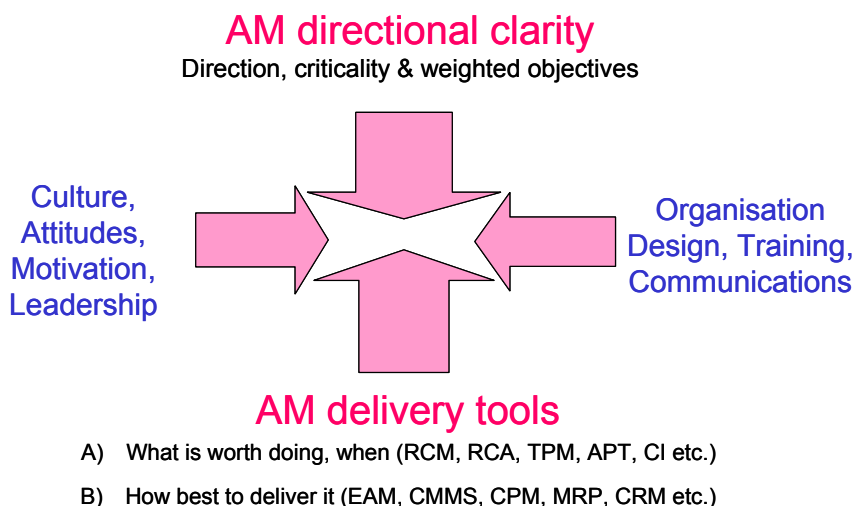 AM directional clarity
Direction, criticality & weighted objectives
Culture,
Attitudes,
Motivation,
Leadership
Organisation
Design, Training,
Communications
AM delivery tools
A) What is worth doing, when (RCM, RCA, TPM, APT, CI etc.)
B) How best to deliver it (EAM, CMMS, CPM, MRP, CRM etc.)